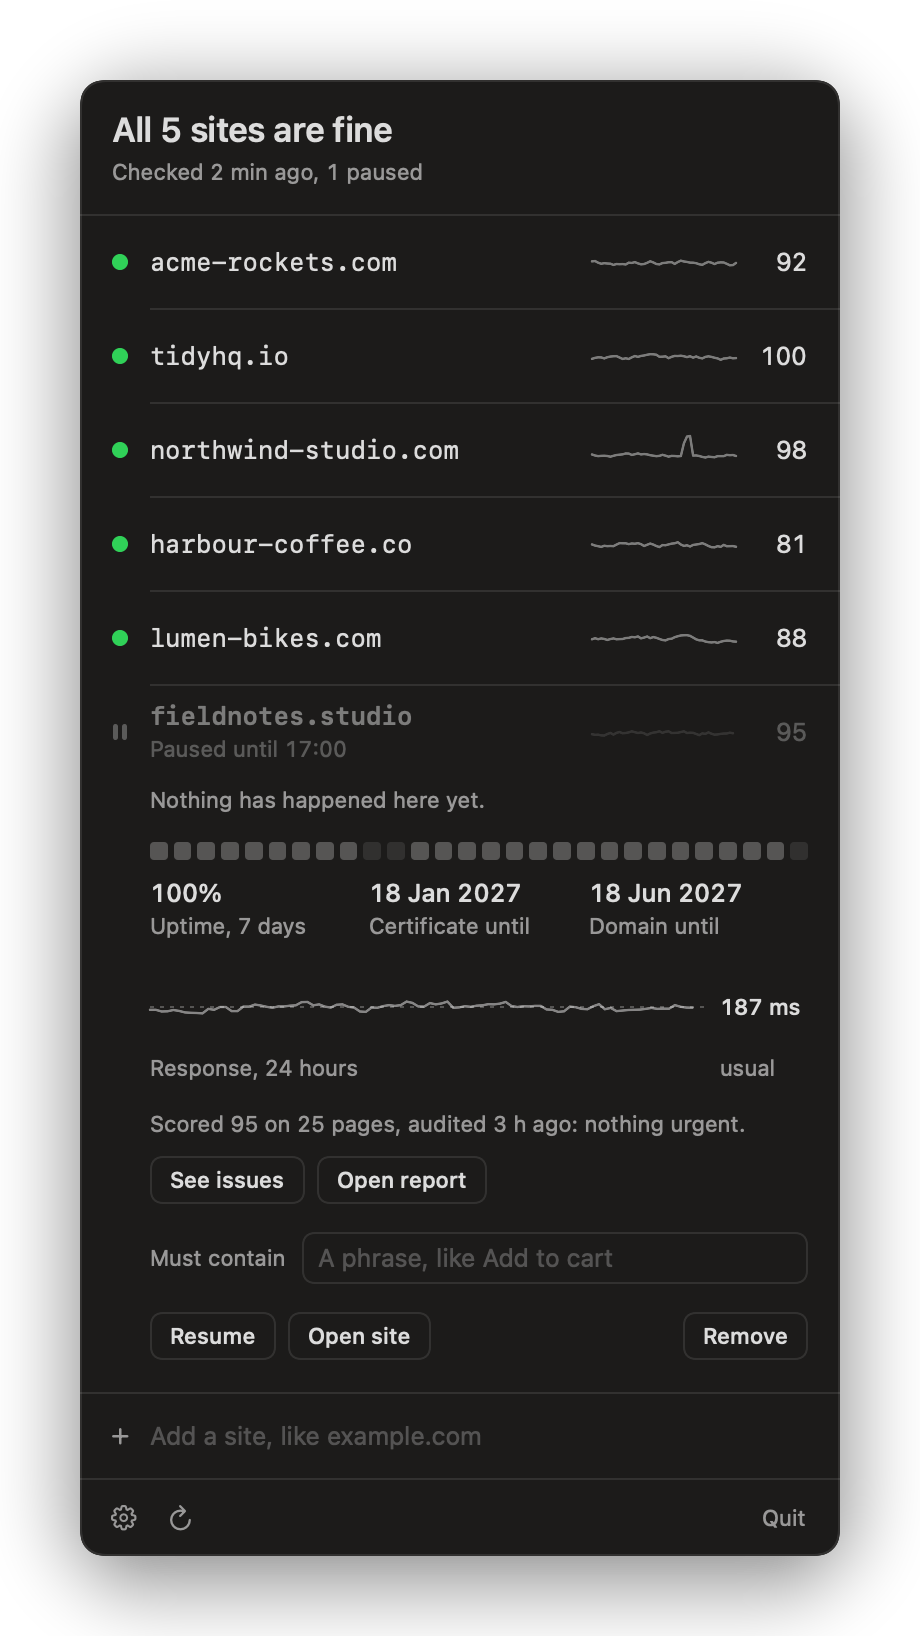 All 5 sites are fine
Checked 2 min ago, 1 paused
acme-rockets.com 92
tidyhq.io 100
northwind-studio.com 98
harbour-coffee.co 81
lumen-bikes.com 88
fieldnotes.studio 95
Paused until 17:00
Nothing has happened here yet.
100% 18 Jan 2027 18 Jun 2027
Uptime, 7 days Certificate until Domain until
187 ms
Response, 24 hours usual
Scored 95 on 25 pages, audited 3 h ago: nothing urgent.
See issues Open report
Must contain A phrase, like Add to cart
Resume Open site Remove
+ Add a site, like example.com
Quit